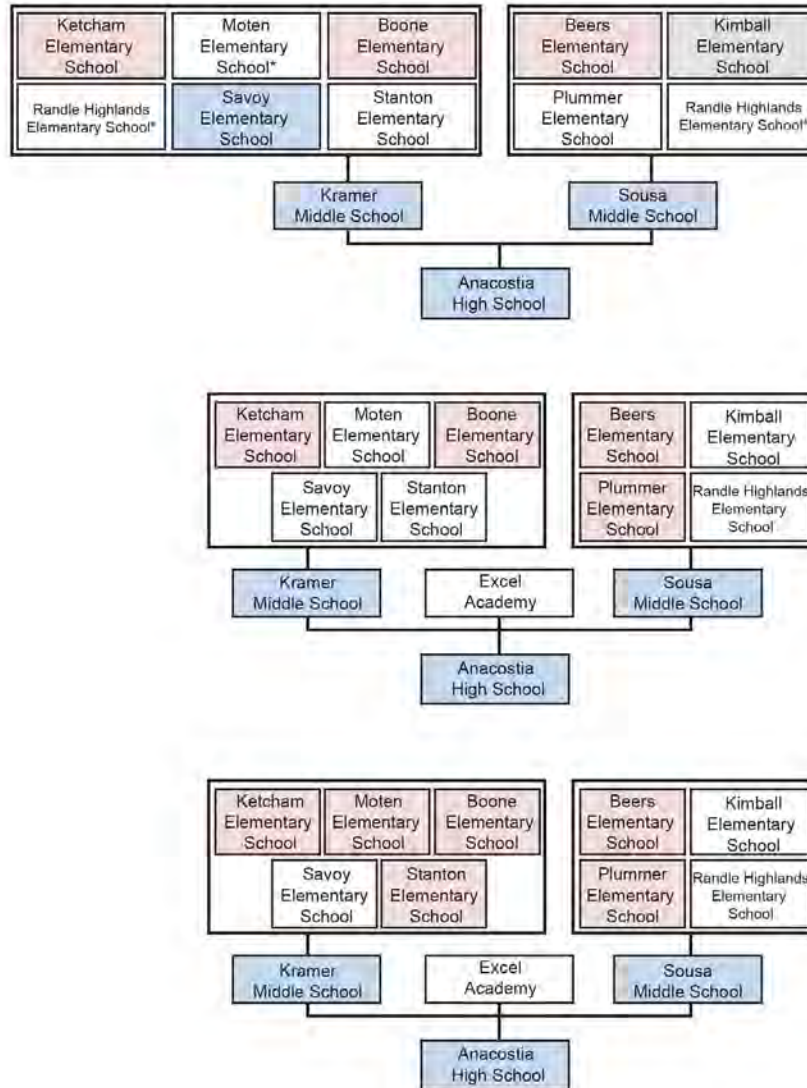 Ketcham
Elementary
School
Moten
Elementary
School*
Boone
Elementary
School
Beers
Elementary
School
Kimball
Elementary
School
Randle Highlands
Elementary School*
Savoy
Elementary
School
Stanton
Elementary
School
Plummer
Elementary
School
Randle Highlands
Elementary School*
Kramer
Middle School
Sousa
Middle School
Anacostia
High School
Ketcham
Elementary
School
Moten
Elementary
School
Boone
Elementary
School
Beers
Elementary
School
Kimball
Elementary
School
Savoy
Elementary
School
Stanton
Elementary
School
Plummer
Elementary
School
Randle Highlands
Elementary
School
Kramer
Middle School
Excel
Academy
Sousa
Middle School
Anacostia
High School
Ketcham
Elementary
School
Moten
Elementary
School
Boone
Elementary
School
Beers
Elementary
School
Kimball
Elementary
School
Savoy
Elementary
School
Stanton
Elementary
School
Plummer
Elementary
School
Randle Highlands
Elementary
School
Kramer
Middle School
Excel
Academy
Sousa
Middle School
Anacostia
High School